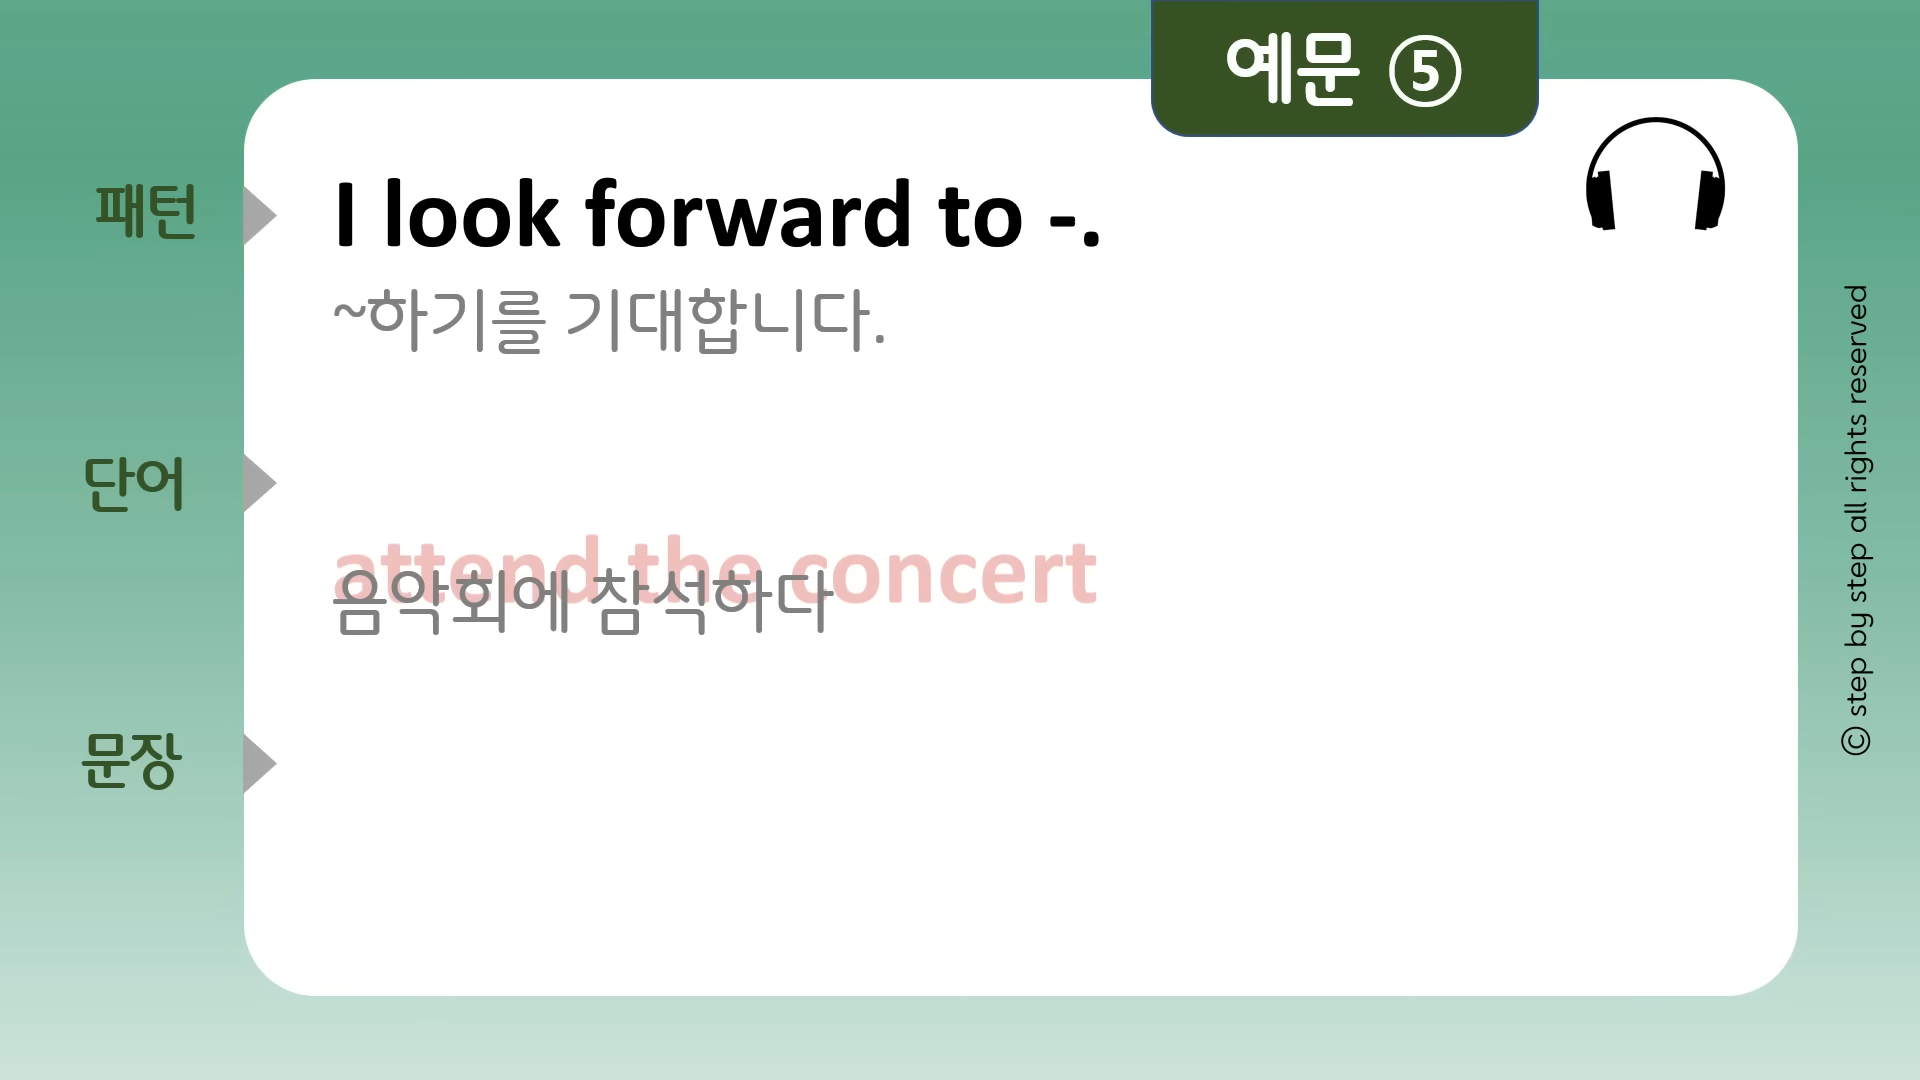 예문 ⑤
패턴
I look forward to -.
~하기를 기대합니다.
단어
attend the concert
음악회에 참석하다
문장
© step by step all rights reserved